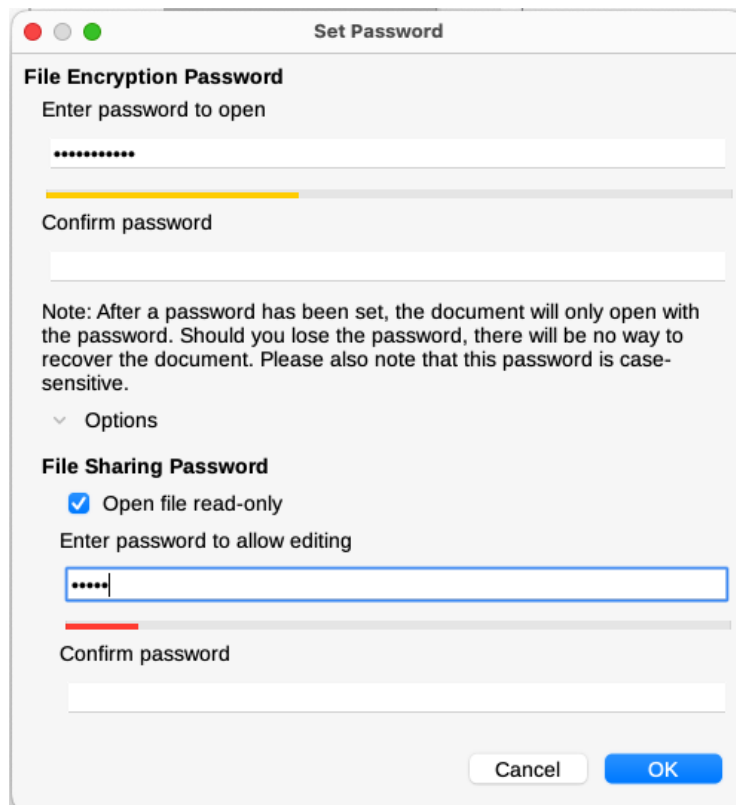 Set Password
File Encryption Password
Enter password to open
•••••••••••
Confirm password
Note: After a password has been set, the document will only open with
the password. Should you lose the password, there will be no way to
recover the document. Please also note that this password is case-
sensitive.
Options
File Sharing Password
Open file read-only
Enter password to allow editing
•••••
Confirm password
Cancel OK